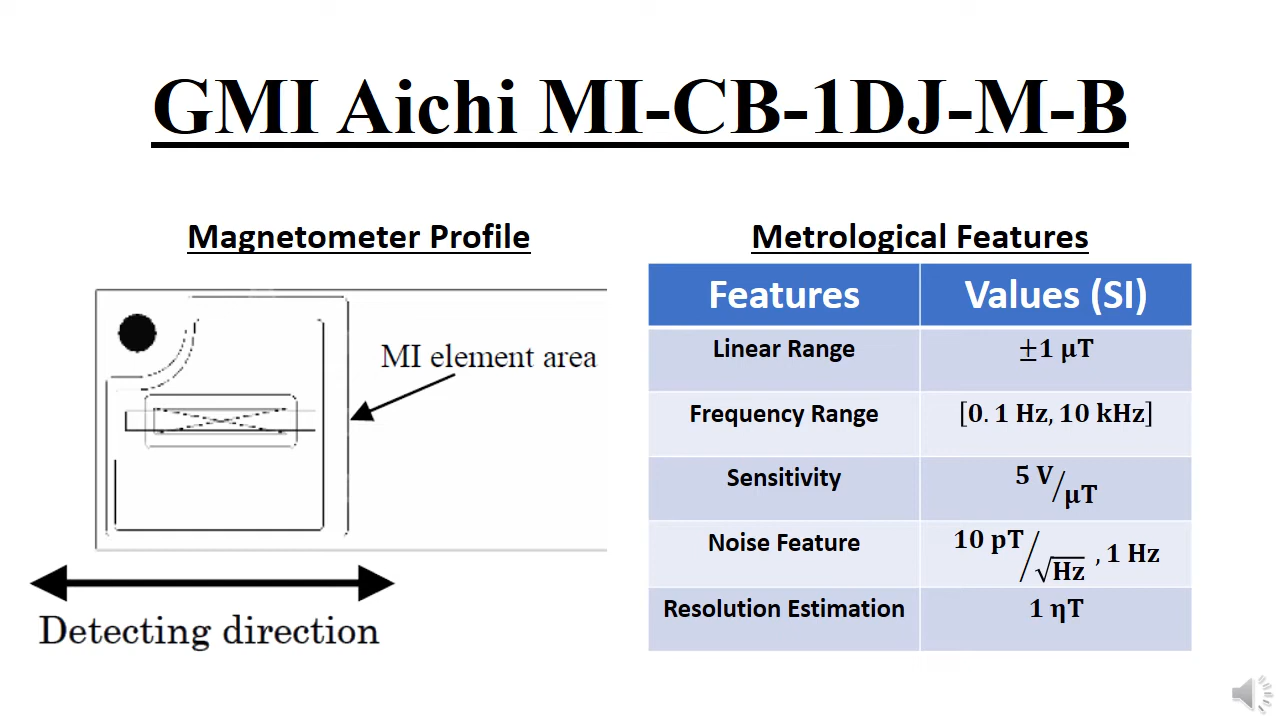 GMI Aichi MI-CB-1DJ-M-B
Magnetometer Profile
MI element area
Detecting direction
Metrological Features
Features Values (SI)
Linear Range ±1 μT
Frequency Range [0. 1 Hz, 10 kHz]
Sensitivity 5 V/μT
Noise Feature 10 pT/√Hz , 1 Hz
Resolution Estimation 1 ηT